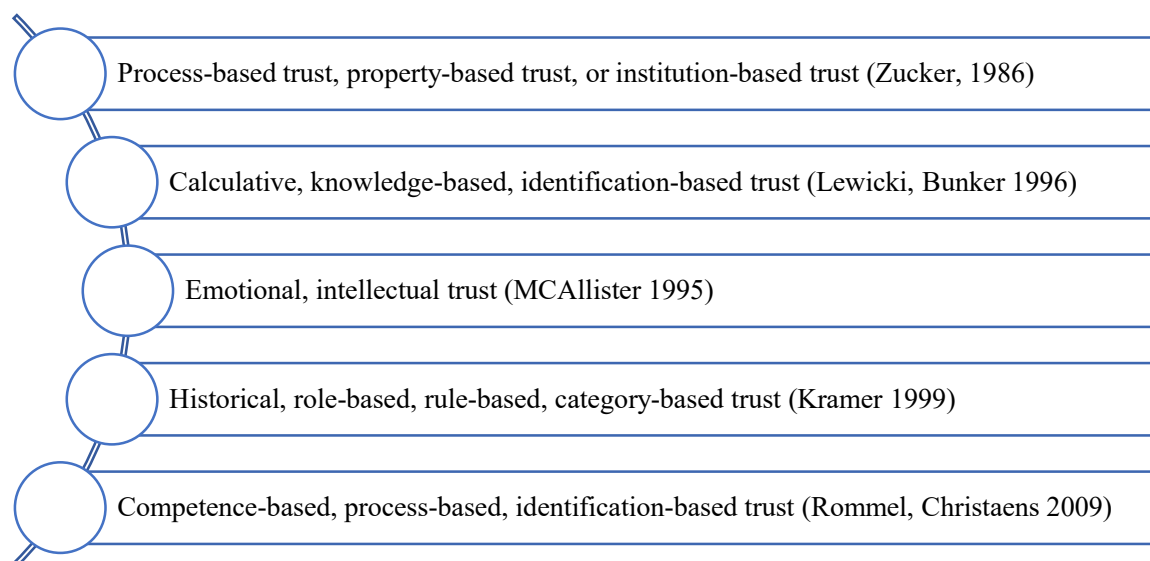 Process-based trust, property-based trust, or institution-based trust (Zucker, 1986)
Calculative, knowledge-based, identification-based trust (Lewicki, Bunker 1996)
Emotional, intellectual trust (MCAllister 1995)
Historical, role-based, rule-based, category-based trust (Kramer 1999)
Competence-based, process-based, identification-based trust (Rommel, Christaens 2009)